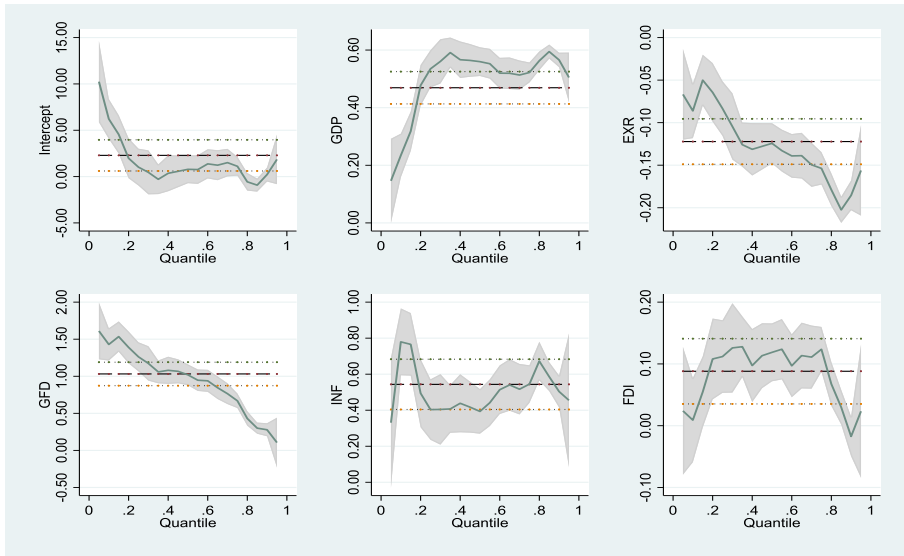 Intercept
15.00
10.00
5.00
0.00
-5.00
0 .2 .4 .6 .8 1
Quantile
GDP
0.60
0.40
0.20
0.00
0 .2 .4 .6 .8 1
Quantile
EXR
0.00
-0.05
-0.10
-0.15
-0.20
0 .2 .4 .6 .8 1
Quantile
GFD
2.00
1.50
1.00
0.50
0.00
-0.50
0 .2 .4 .6 .8 1
Quantile
INF
1.00
0.80
0.60
0.40
0.20
0.00
0 .2 .4 .6 .8 1
Quantile
FDI
0.20
0.10
0.00
-0.10
0 .2 .4 .6 .8 1
Quantile